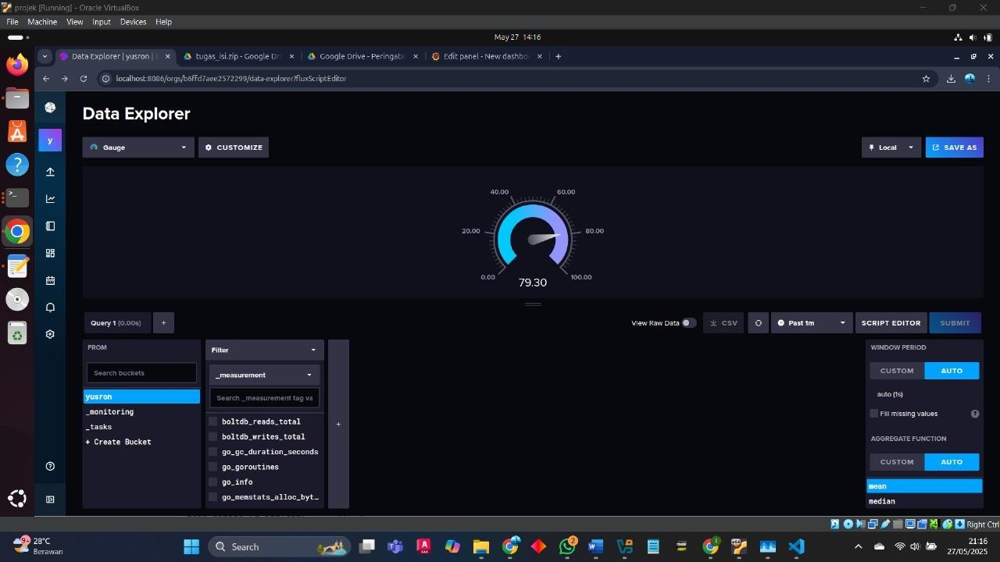 projek [Running] - Oracle VirtualBox
File Machine View Input Devices Help
May 27 14:16
Data Explorer | yusron |
tugas_isi.zip - Google Dri
Google Drive - Peringata
Edit panel - New dashbo
localhost:8086/orgs/b6ffd7aee2572299/data-explorer?fluxScriptEditor
y
Data Explorer
Gauge
CUSTOMIZE
Local
SAVE AS
40.00
60.00
20.00
80.00
0.00
100.00
79.30
Query 1 (0.00s)
+
View Raw Data
CSV
Past 1m
SCRIPT EDITOR
SUBMIT
FROM
Search buckets
yusron
_monitoring
_tasks
+ Create Bucket
Filter
_measurement
Search _measurement tag va
boltdb_reads_total
boltdb_writes_total
go_gc_duration_seconds
go_goroutines
go_info
go_memstats_alloc_byt…
+
WINDOW PERIOD
CUSTOM
AUTO
auto (1s)
Fill missing values
?
AGGREGATE FUNCTION
CUSTOM
AUTO
mean
median
Right Ctrl
9+
28°C
Berawan
Search
2
21:16
27/05/2025